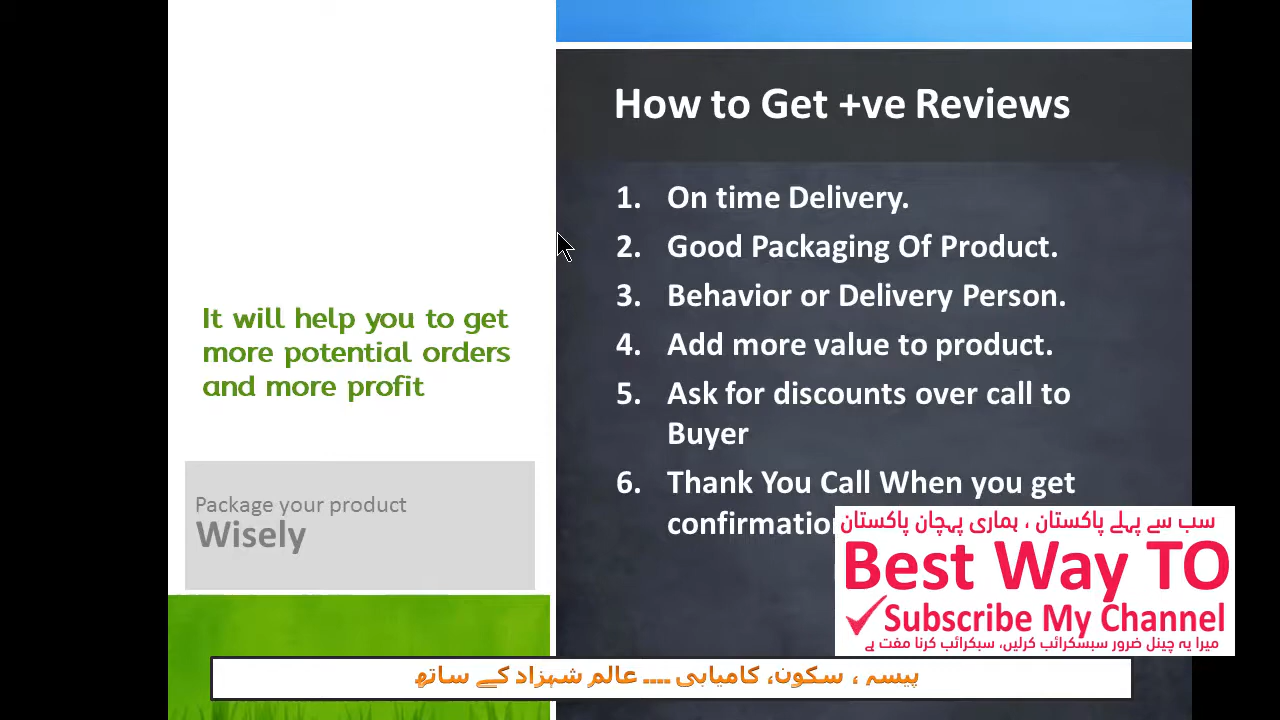 How to Get +ve Reviews
1. On time Delivery.
2. Good Packaging Of Product.
3. Behavior or Delivery Person.
4. Add more value to product.
5. Ask for discounts over call to
Buyer
6. Thank You Call When you get
It will help you to get
more potential orders
and more profit
Package your product
Wisely
سب سے پہلے پاکستان ، ہماری پہچان پاکستان
Best Way TO
Subscribe My Channel
میرا یہ چینل ضرور سبسکرائب کرلیں، سبکرائب کرنا مفت ہے
پیسہ ، سکون، کامیابی ---- عالم شہزاد کے ساتھ